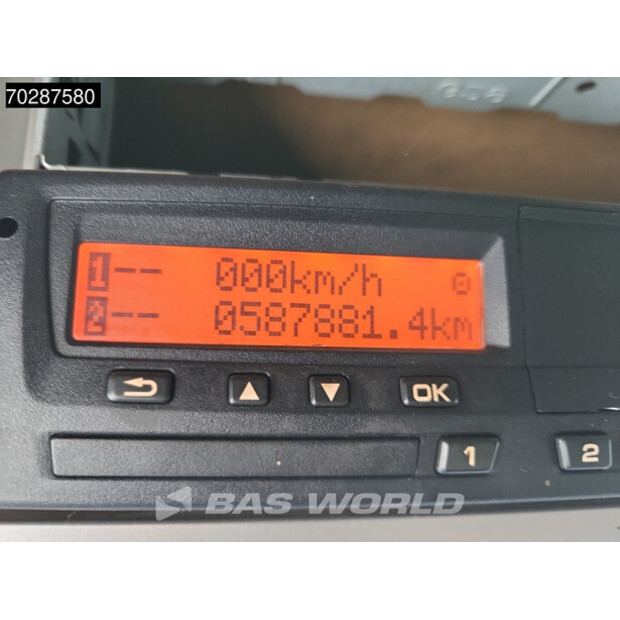 70287580
1-- 000km/h
2-- 0587881.4km
OK
1
2
BAS WORLD